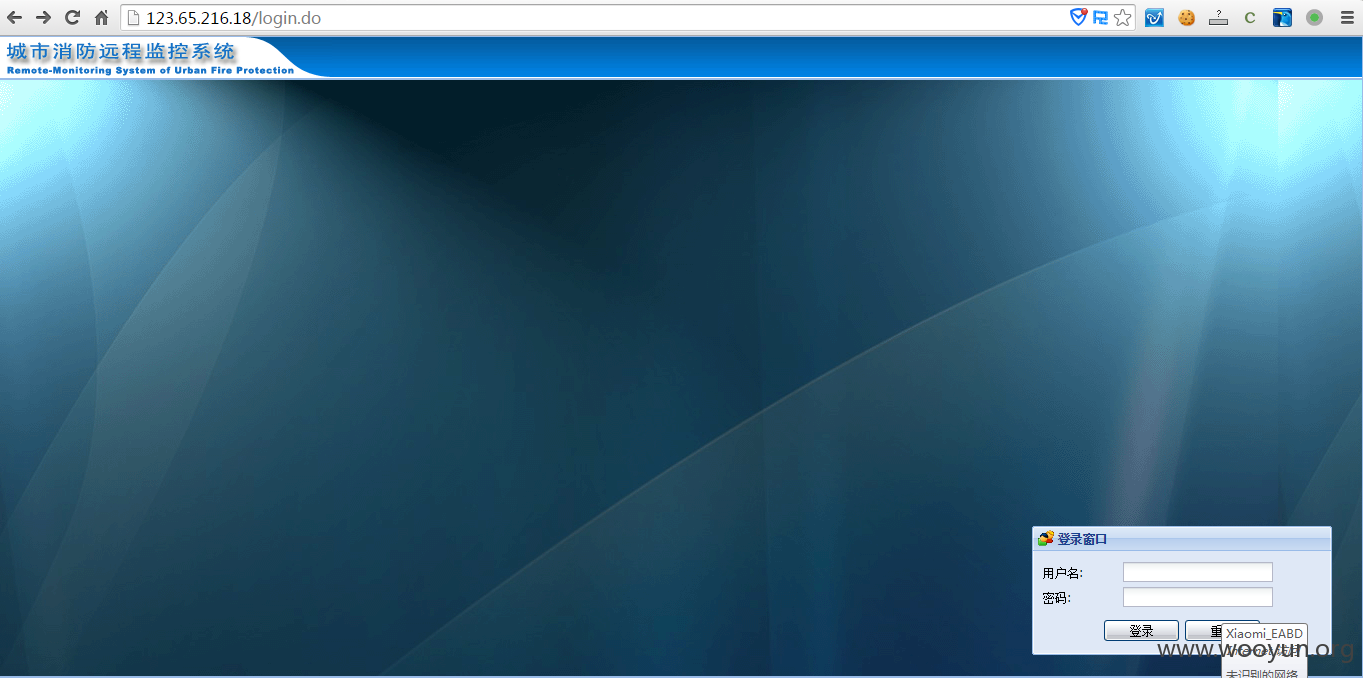 123.65.216.18/login.do
城市消防远程监控系统
Remote-Monitoring System of Urban Fire Protection
登录窗口
用户名:
密码:
登录
重
Xiaomi_EABD
www.wooyun.org
未识别的网络